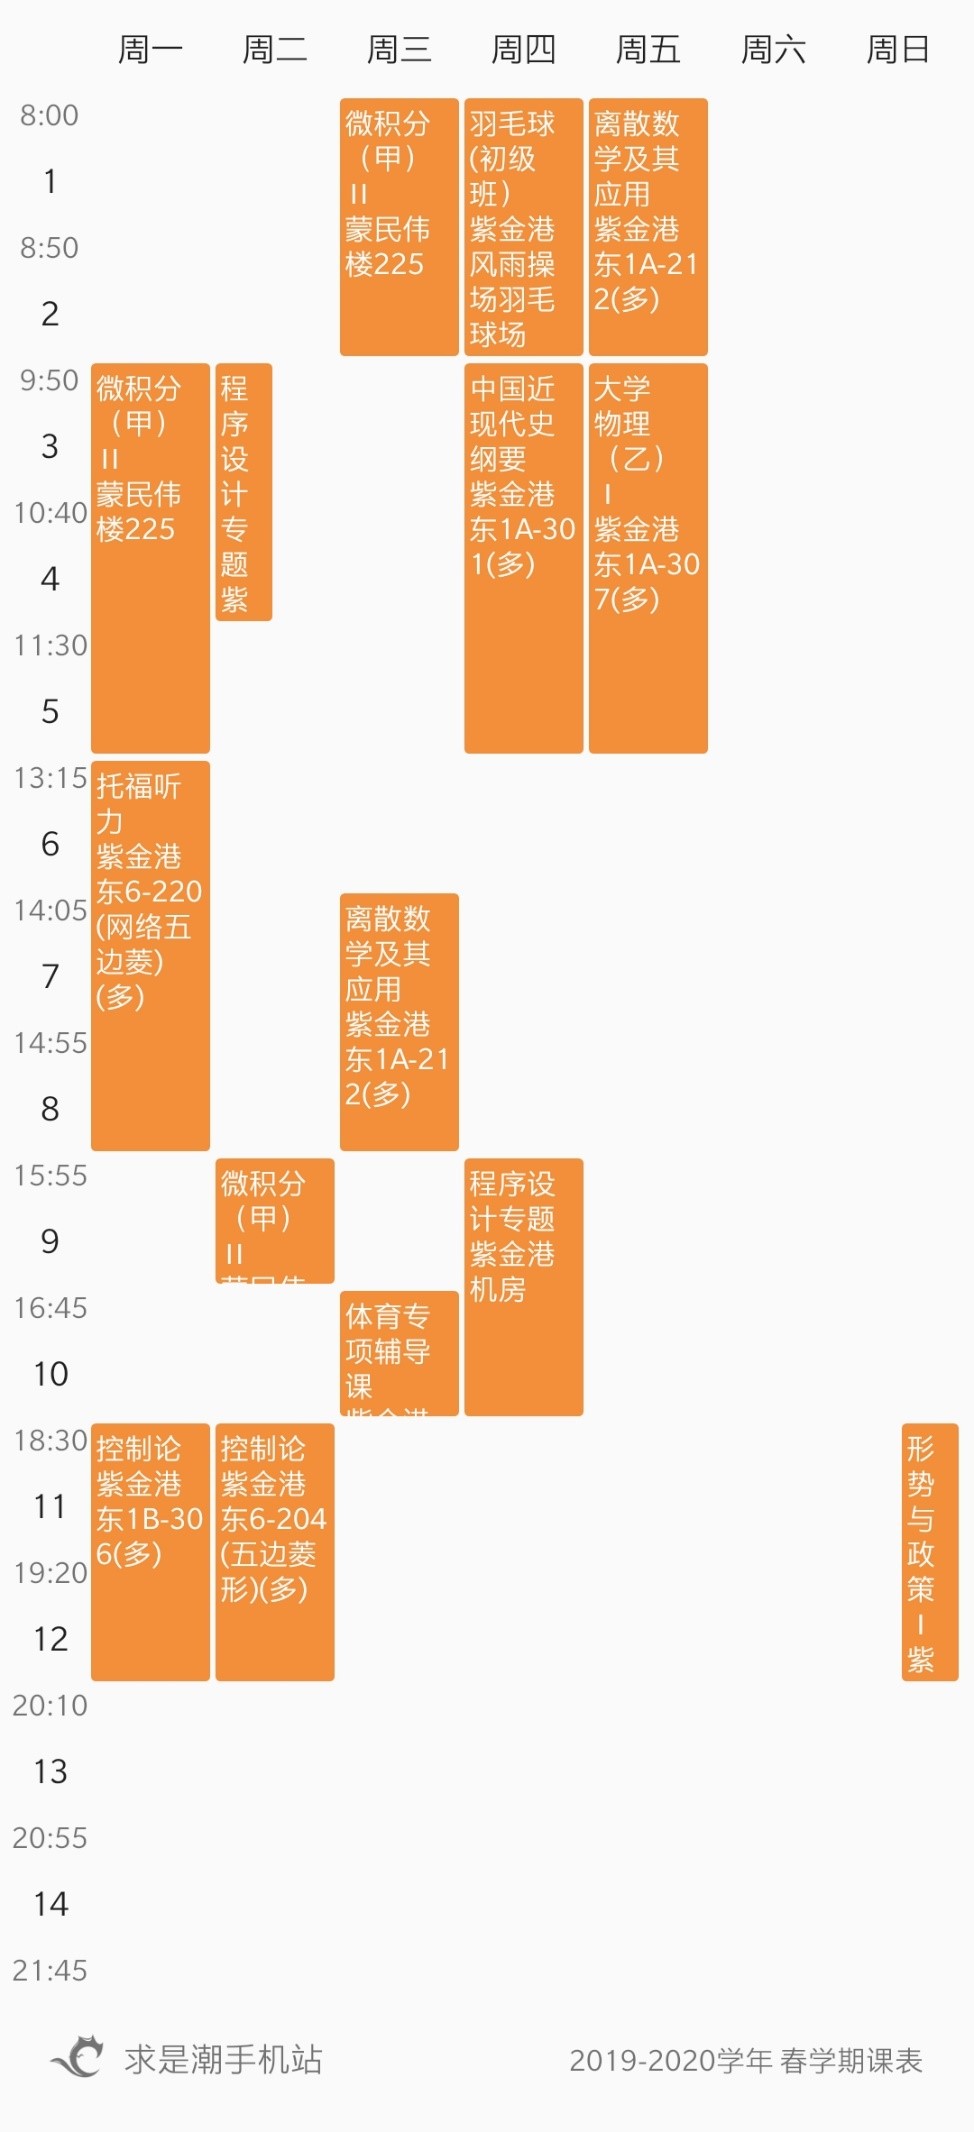 周一 周二 周三 周四 周五 周六 周日
8:00
1
8:50
2
9:50
3
10:40
4
11:30
5
13:15
6
14:05
7
14:55
8
15:55
9
16:45
10
18:30
11
19:20
12
20:10
13
20:55
14
21:45
微积分
（甲）
II
蒙民伟
楼225
托福听
力
紫金港
东6-220
(网络五
边菱)
(多)
控制论
紫金港
东1B-30
6(多)
程
序
设
计
专
题
紫
微积分
（甲）
II
控制论
紫金港
东6-204
(五边菱
形)(多)
微积分
（甲）
II
蒙民伟
楼225
离散数
学及其
应用
紫金港
东1A-21
2(多)
体育专
项辅导
课
羽毛球
(初级
班）
紫金港
风雨操
场羽毛
球场
中国近
现代史
纲要
紫金港
东1A-30
1(多)
程序设
计专题
紫金港
机房
离散数
学及其
应用
紫金港
东1A-21
2(多)
大学
物理
（乙）
I
紫金港
东1A-30
7(多)
形
势
与
政
策
I
紫
求是潮手机站
2019-2020学年 春学期课表